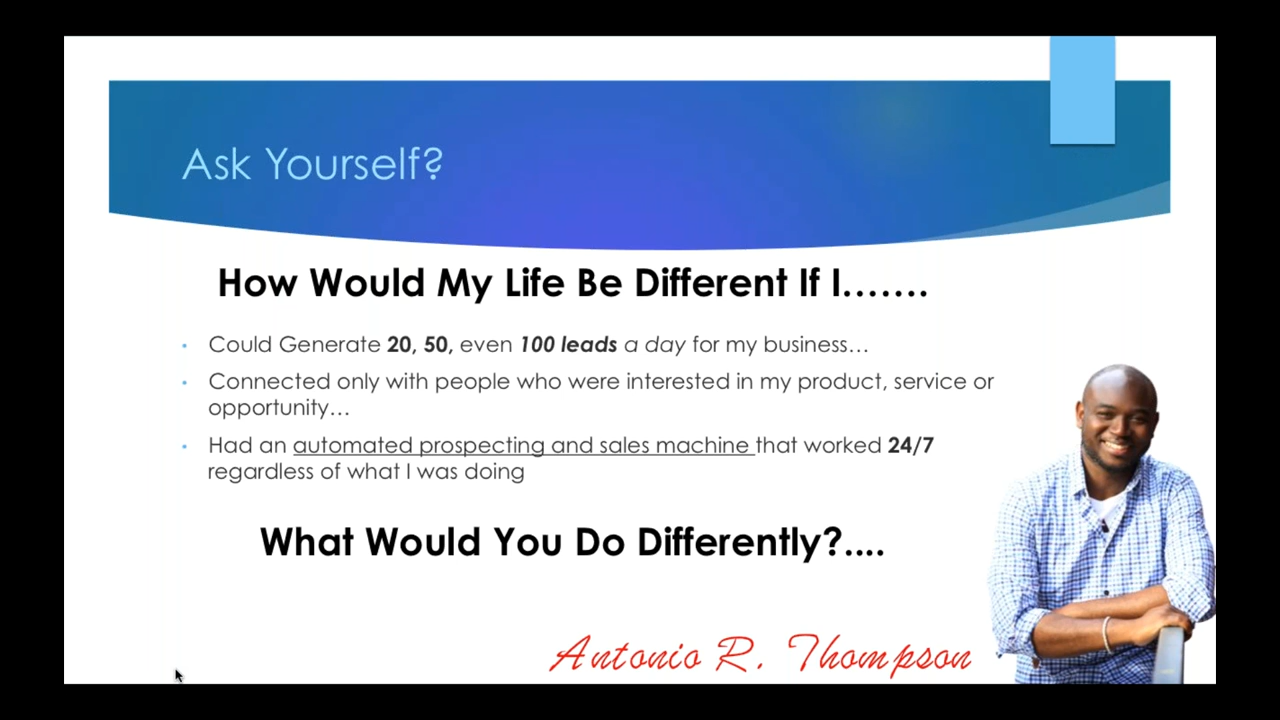 Ask Yourself?
How Would My Life Be Different If I.......
• Could Generate 20, 50, even 100 leads a day for my business…
• Connected only with people who were interested in my product, service or
opportunity…
• Had an automated prospecting and sales machine that worked 24/7
regardless of what I was doing
What Would You Do Differently?....
Antonio R. Thompson